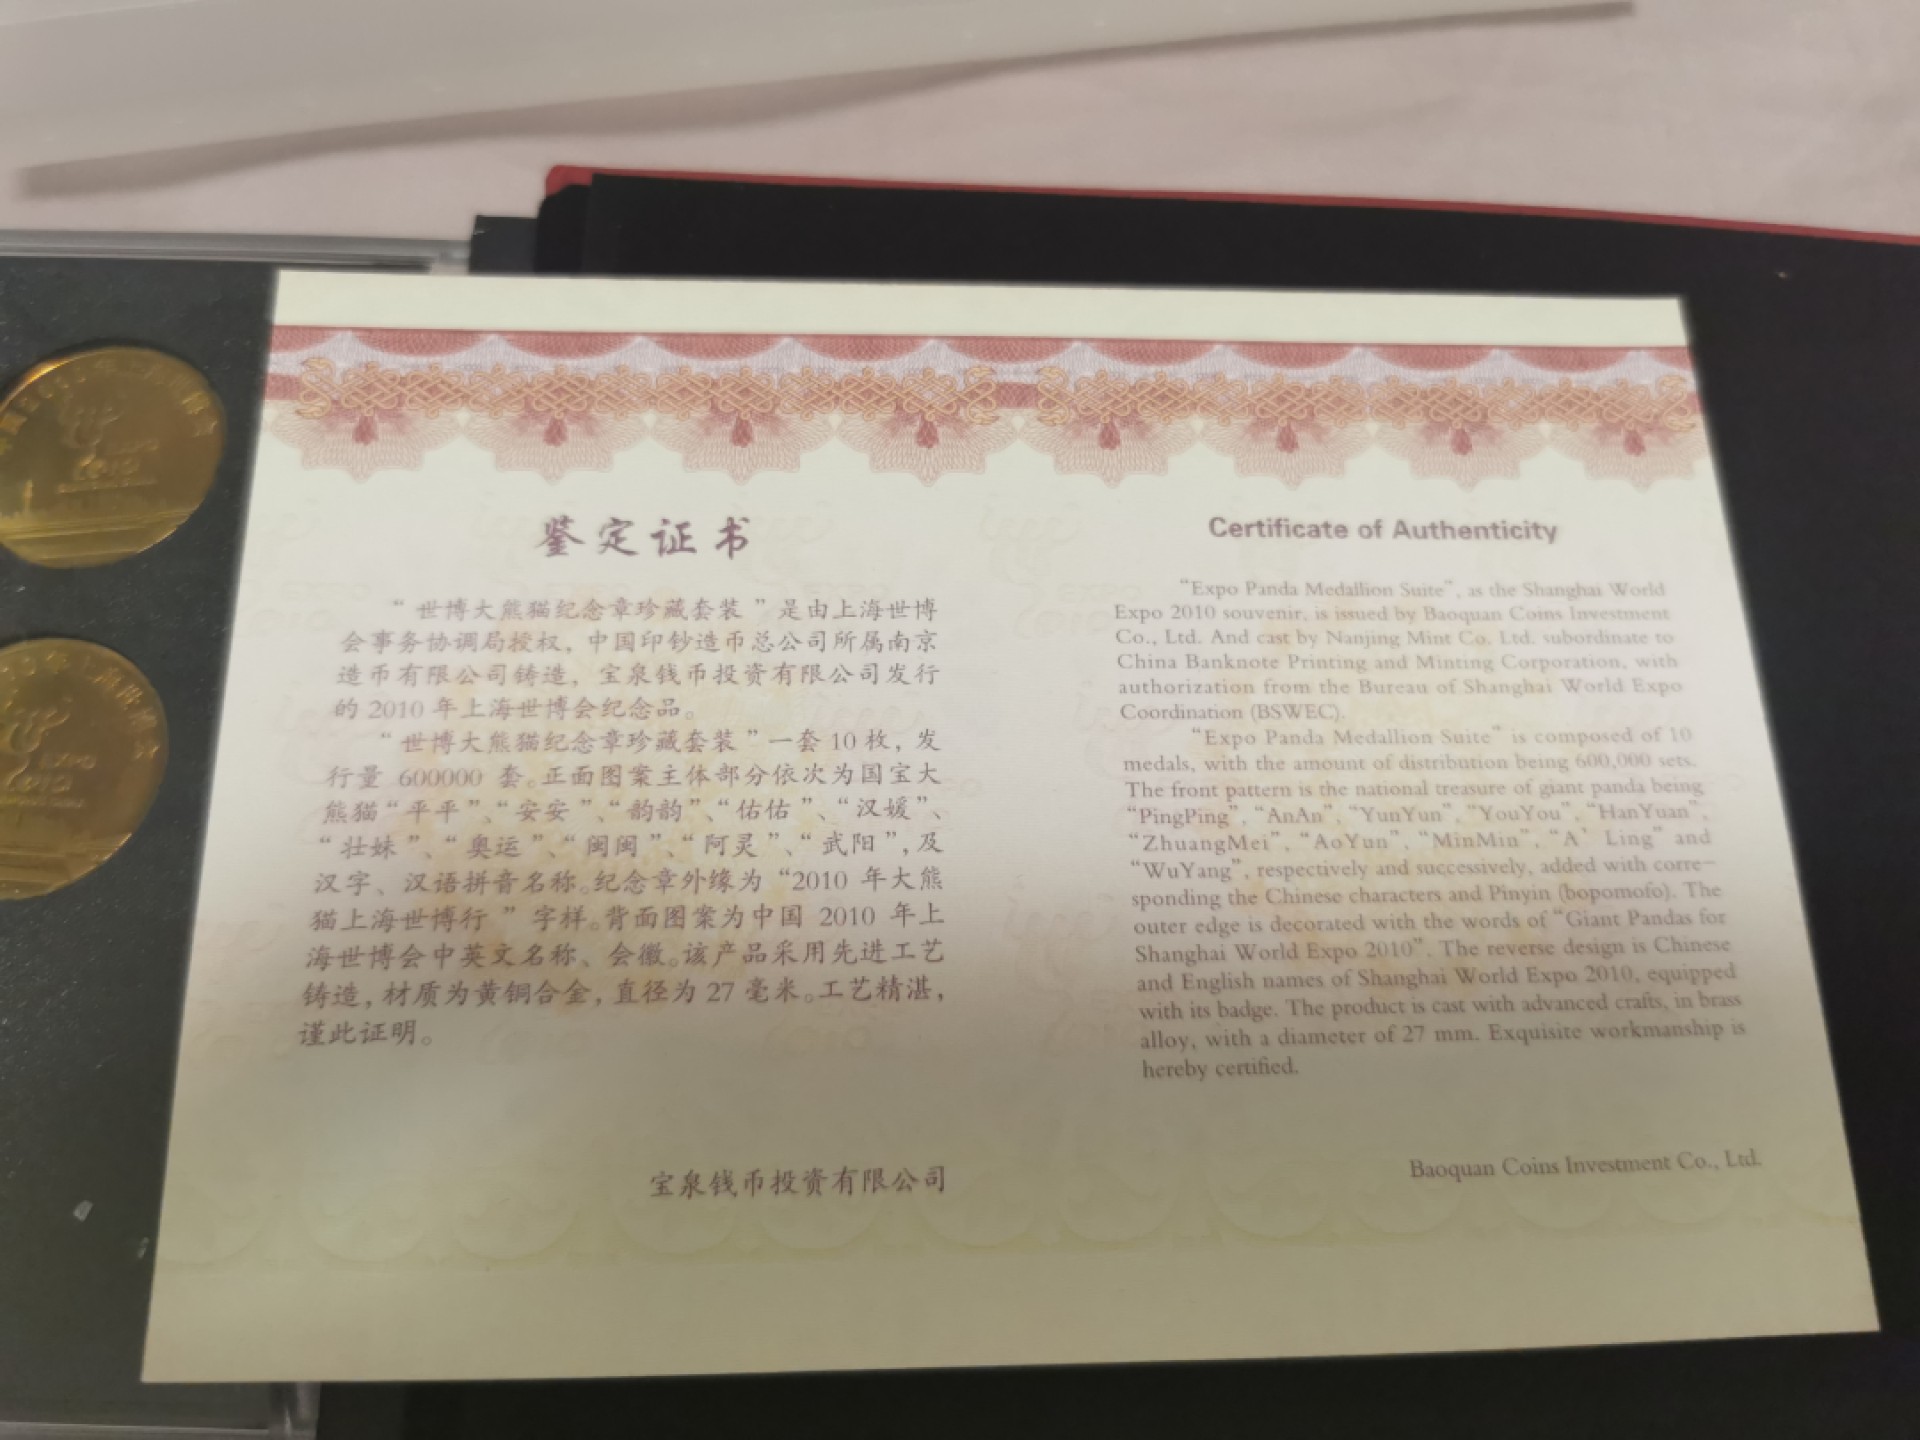 鉴定证书
“世博大熊猫纪念章珍藏套装”是由上海世博
会事务协调局授权，中国印钞造币总公司所属南京
造币有限公司铸造，宝泉钱币投资有限公司发行
的2010年上海世博会纪念品。
“世博大熊猫纪念章珍藏套装”一套10枚，发
行量 600000 套。正面图案主体部分依次为国宝大
熊猫“平平”、“安安”、“韵韵”、“佑佑”、“汉媛”、
“壮妹”、“奥运”、“闽闽”、“阿灵”、“武阳”，及
汉字、汉语拼音名称。纪念章外缘为“2010 年大熊
猫上海世博行”字样。背面图案为中国 2010 年上
海世博会中英文名称、会徽。该产品采用先进工艺
铸造，材质为黄铜合金，直径为27毫米。工艺精湛，
谨此证明。
宝泉钱币投资有限公司
Certificate of Authenticity
“Expo Panda Medallion Suite”, as the Shanghai World
Expo 2010 souvenir, is issued by Baoquan Coins Investment
Co., Ltd. And cast by Nanjing Mint Co. Ltd. subordinate to
China Banknote Printing and Minting Corporation, with
authorization from the Bureau of Shanghai World Expo
Coordination (BSWEC).
“Expo Panda Medallion Suite” is composed of 10
medals, with the amount of distribution being 600,000 sets.
The front pattern is the national treasure of giant panda being
“PingPing”, “AnAn”, “YunYun”, “YouYou”, “HanYuan”,
“ZhuangMei”, “AoYun”, “MinMin”, “A’ Ling” and
“WuYang”, respectively and successively, added with corre-
sponding the Chinese characters and Pinyin (bopomofo). The
outer edge is decorated with the words of “Giant Pandas for
Shanghai World Expo 2010”. The reverse design is Chinese
and English names of Shanghai World Expo 2010, equipped
with its badge. The product is cast with advanced crafts, in brass
alloy, with a diameter of 27 mm. Exquisite workmanship is
hereby certified.
Baoquan Coins Investment Co., Ltd.
EXPO
2010
EXPO
2010